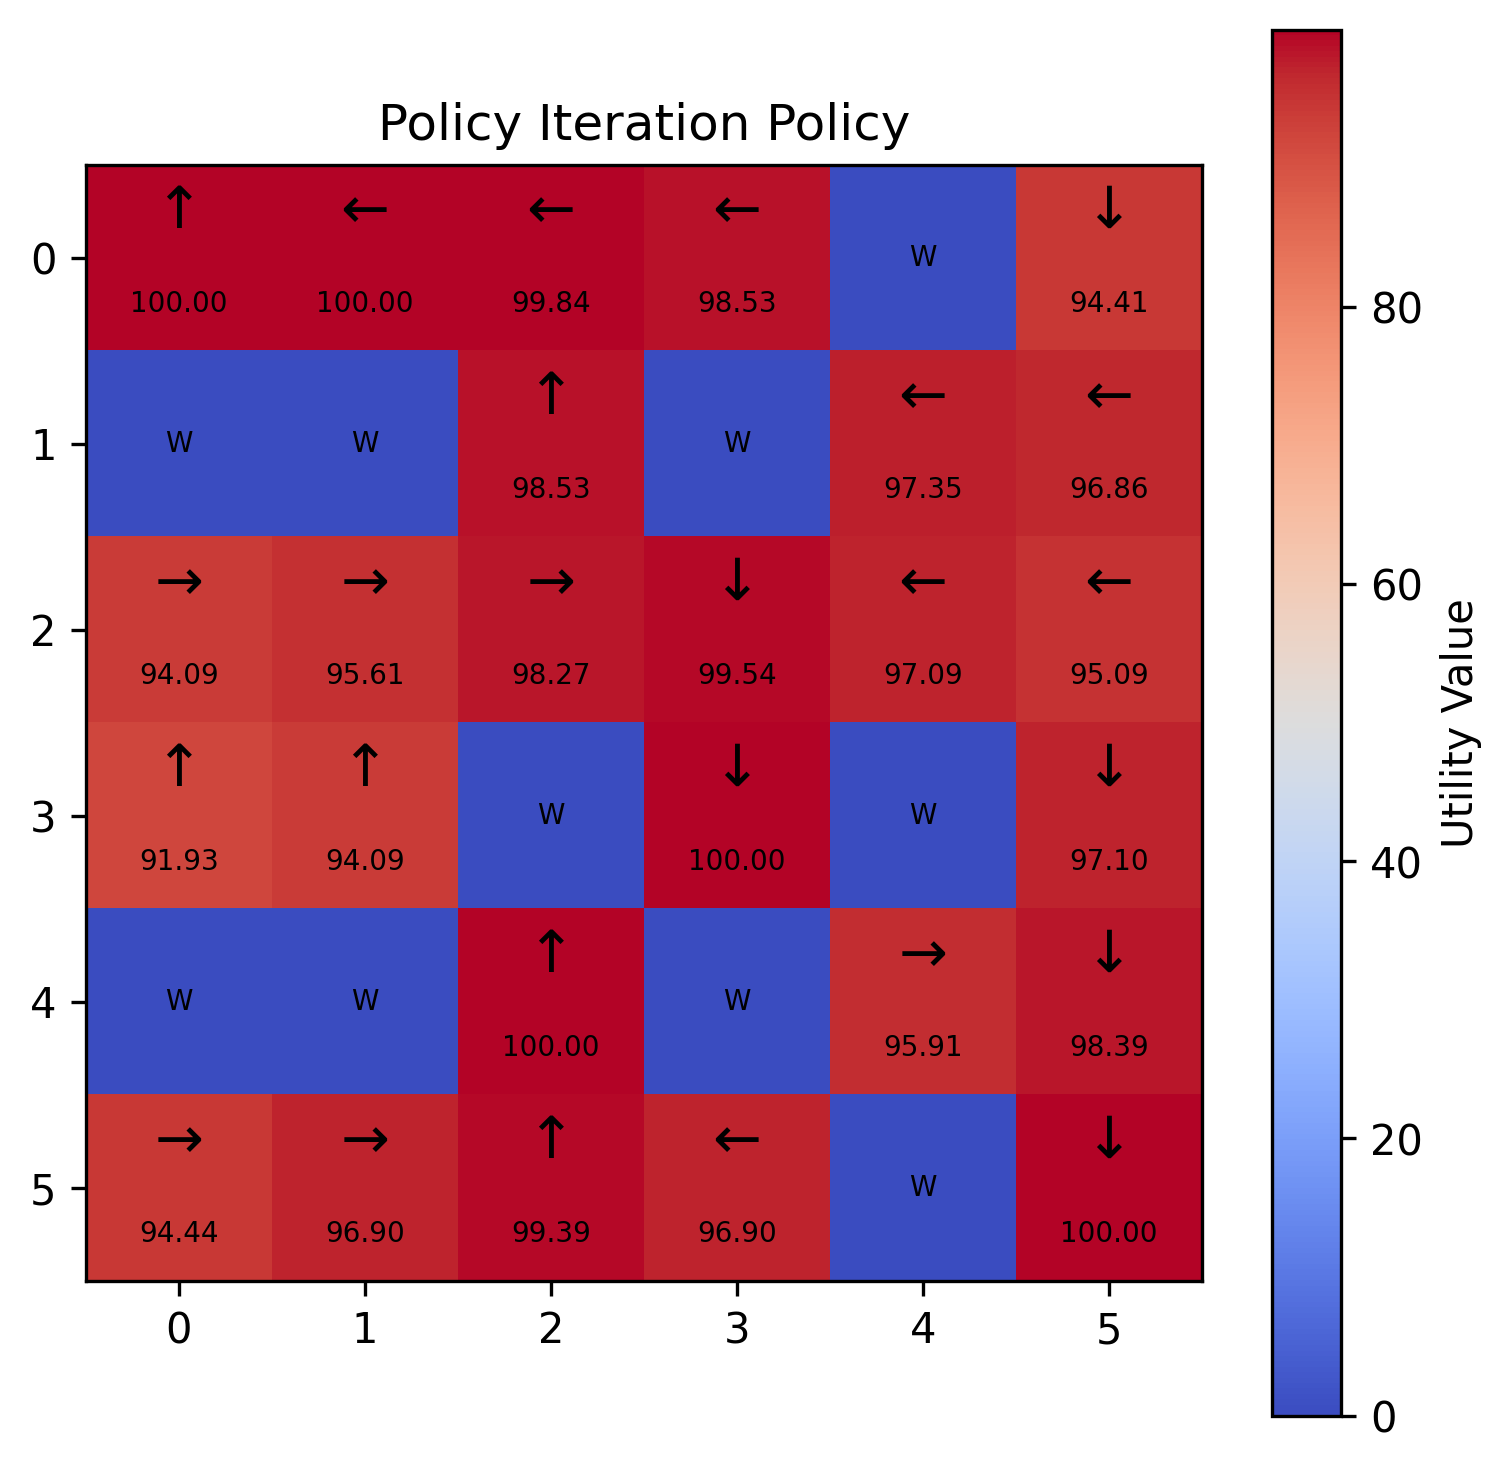 Policy Iteration Policy
↑ ← ← ← ↓
0 W
100.00 100.00 99.84 98.53 94.41
↑ ← ←
1 W W W
98.53 97.35 96.86
→ → → ↓ ← ←
2
94.09 95.61 98.27 99.54 97.09 95.09
↑ ↑ ↓ ↓
3 W W
91.93 94.09 100.00 97.10
↑ → ↓
4 W W W
100.00 95.91 98.39
→ → ↑ ← ↓
5 W
94.44 96.90 99.39 96.90 100.00
0 1 2 3 4 5
80
60
40
20
0
Utility Value